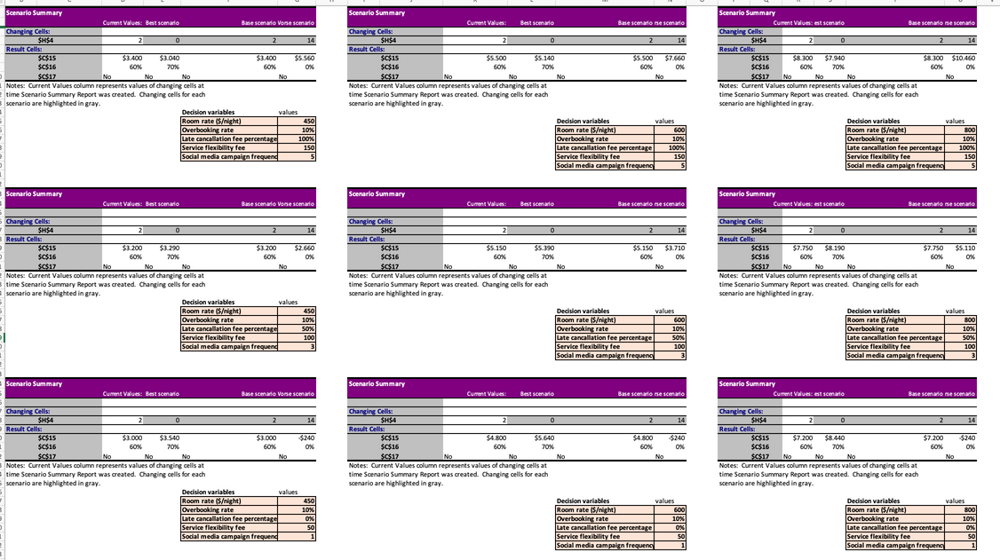 Scenario Summary
Current Values: Best scenario Base scenario Vorse scenario
Changing Cells:
$H$4 2 0 2 14
Result Cells:
$C$15 $3.400 $3.040 $3.400 $5.560
$C$16 60% 70% 60% 0%
$C$17 No No No
Notes: Current Values column represents values of changing cells at
time Scenario Summary Report was created. Changing cells for each
scenario are highlighted in gray.
Decision variables values
Room rate ($/night) 450
Overbooking rate 10%
Late cancallation fee percentage 100%
Service flexibility fee 150
Social media campaign frequenc 5
Scenario Summary
Current Values: Best scenario Base scenario rse scenario
Changing Cells:
$H$4 2 0 2 14
Result Cells:
$C$15 $5.500 $5.140 $5.500 $7.660
$C$16 60% 70% 60% 0%
$C$17 No No No
Notes: Current Values column represents values of changing cells at
time Scenario Summary Report was created. Changing cells for each
scenario are highlighted in gray.
Decision variables values
Room rate ($/night) 600
Overbooking rate 10%
Late cancallation fee percentage 100%
Service flexibility fee 150
Social media campaign frequency 5
Scenario Summary
Current Values: est scenario Base scenario rse scenario
Changing Cells:
$H$4 2 0 2 14
Result Cells:
$C$15 $8.300 $7.940 $8.300 $10.460
$C$16 60% 70% 60% 0%
$C$17 No No No
Notes: Current Values column represents values of changing cells at
time Scenario Summary Report was created. Changing cells for each
scenario are highlighted in gray.
Decision variables values
Room rate ($/night) 800
Overbooking rate 10%
Late cancallation fee percentage 100%
Service flexibility fee 150
Social media campaign frequency 5
Scenario Summary
Current Values: Best scenario Base scenario Vorse scenario
Changing Cells:
$H$4 2 0 2 14
Result Cells:
$C$15 $3.200 $3.290 $3.200 $2.660
$C$16 60% 70% 60% 0%
$C$17 No No No
Notes: Current Values column represents values of changing cells at
time Scenario Summary Report was created. Changing cells for each
scenario are highlighted in gray.
Decision variables values
Room rate ($/night) 450
Overbooking rate 10%
Late cancallation fee percentage 50%
Service flexibility fee 100
Social media campaign frequenc 3
Scenario Summary
Current Values: Best scenario Base scenario rse scenario
Changing Cells:
$H$4 2 0 2 14
Result Cells:
$C$15 $5.150 $5.390 $5.150 $3.710
$C$16 60% 70% 60% 0%
$C$17 No No No
Notes: Current Values column represents values of changing cells at
time Scenario Summary Report was created. Changing cells for each
scenario are highlighted in gray.
Decision variables values
Room rate ($/night) 600
Overbooking rate 10%
Late cancallation fee percentage 50%
Service flexibility fee 100
Social media campaign frequency 3
Scenario Summary
Current Values: est scenario Base scenario rse scenario
Changing Cells:
$H$4 2 0 2 14
Result Cells:
$C$15 $7.750 $8.190 $7.750 $5.110
$C$16 60% 70% 60% 0%
$C$17 No No No
Notes: Current Values column represents values of changing cells at
time Scenario Summary Report was created. Changing cells for each
scenario are highlighted in gray.
Decision variables values
Room rate ($/night) 800
Overbooking rate 10%
Late cancallation fee percentage 50%
Service flexibility fee 100
Social media campaign frequency 3
Scenario Summary
Current Values: Best scenario Base scenario Vorse scenario
Changing Cells:
$H$4 2 0 2 14
Result Cells:
$C$15 $3.000 $3.540 $3.000 -$240
$C$16 60% 70% 60% 0%
$C$17 No No No
Notes: Current Values column represents values of changing cells at
time Scenario Summary Report was created. Changing cells for each
scenario are highlighted in gray.
Decision variables values
Room rate ($/night) 450
Overbooking rate 10%
Late cancallation fee percentage 0%
Service flexibility fee 50
Social media campaign frequenc 1
Scenario Summary
Current Values: Best scenario Base scenario rse scenario
Changing Cells:
$H$4 2 0 2 14
Result Cells:
$C$15 $4.800 $5.640 $4.800 -$240
$C$16 60% 70% 60% 0%
$C$17 No No No
Notes: Current Values column represents values of changing cells at
time Scenario Summary Report was created. Changing cells for each
scenario are highlighted in gray.
Decision variables values
Room rate ($/night) 600
Overbooking rate 10%
Late cancallation fee percentage 0%
Service flexibility fee 50
Social media campaign frequency 1
Scenario Summary
Current Values: est scenario Base scenario rse scenario
Changing Cells:
$H$4 2 0 2 14
Result Cells:
$C$15 $7.200 $8.440 $7.200 -$240
$C$16 60% 70% 60% 0%
$C$17 No No No
Notes: Current Values column represents values of changing cells at
time Scenario Summary Report was created. Changing cells for each
scenario are highlighted in gray.
Decision variables values
Room rate ($/night) 800
Overbooking rate 10%
Late cancallation fee percentage 0%
Service flexibility fee 50
Social media campaign frequency 1